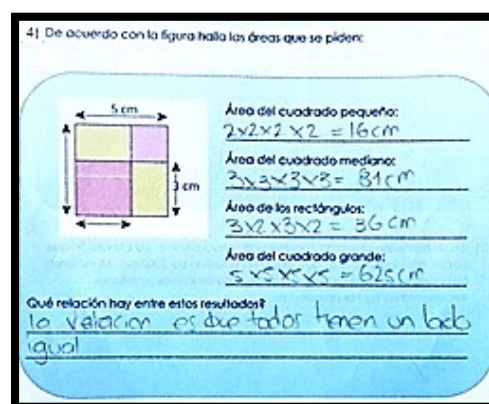 4) De acuerdo con la figura halla las áreas que se piden:
5 cm
3 cm
Área del cuadrado pequeño:
2x2x2x2 = 16cm
Área del cuadrado mediano:
3x3x3x3= 81cm
Área de los rectángulos:
3x2x3x2 = 36 cm
Área del cuadrado grande:
5x5x5x5 = 625cm
Qué relación hay entre estos resultados?
la relacion es que todos tienen un lado
igual